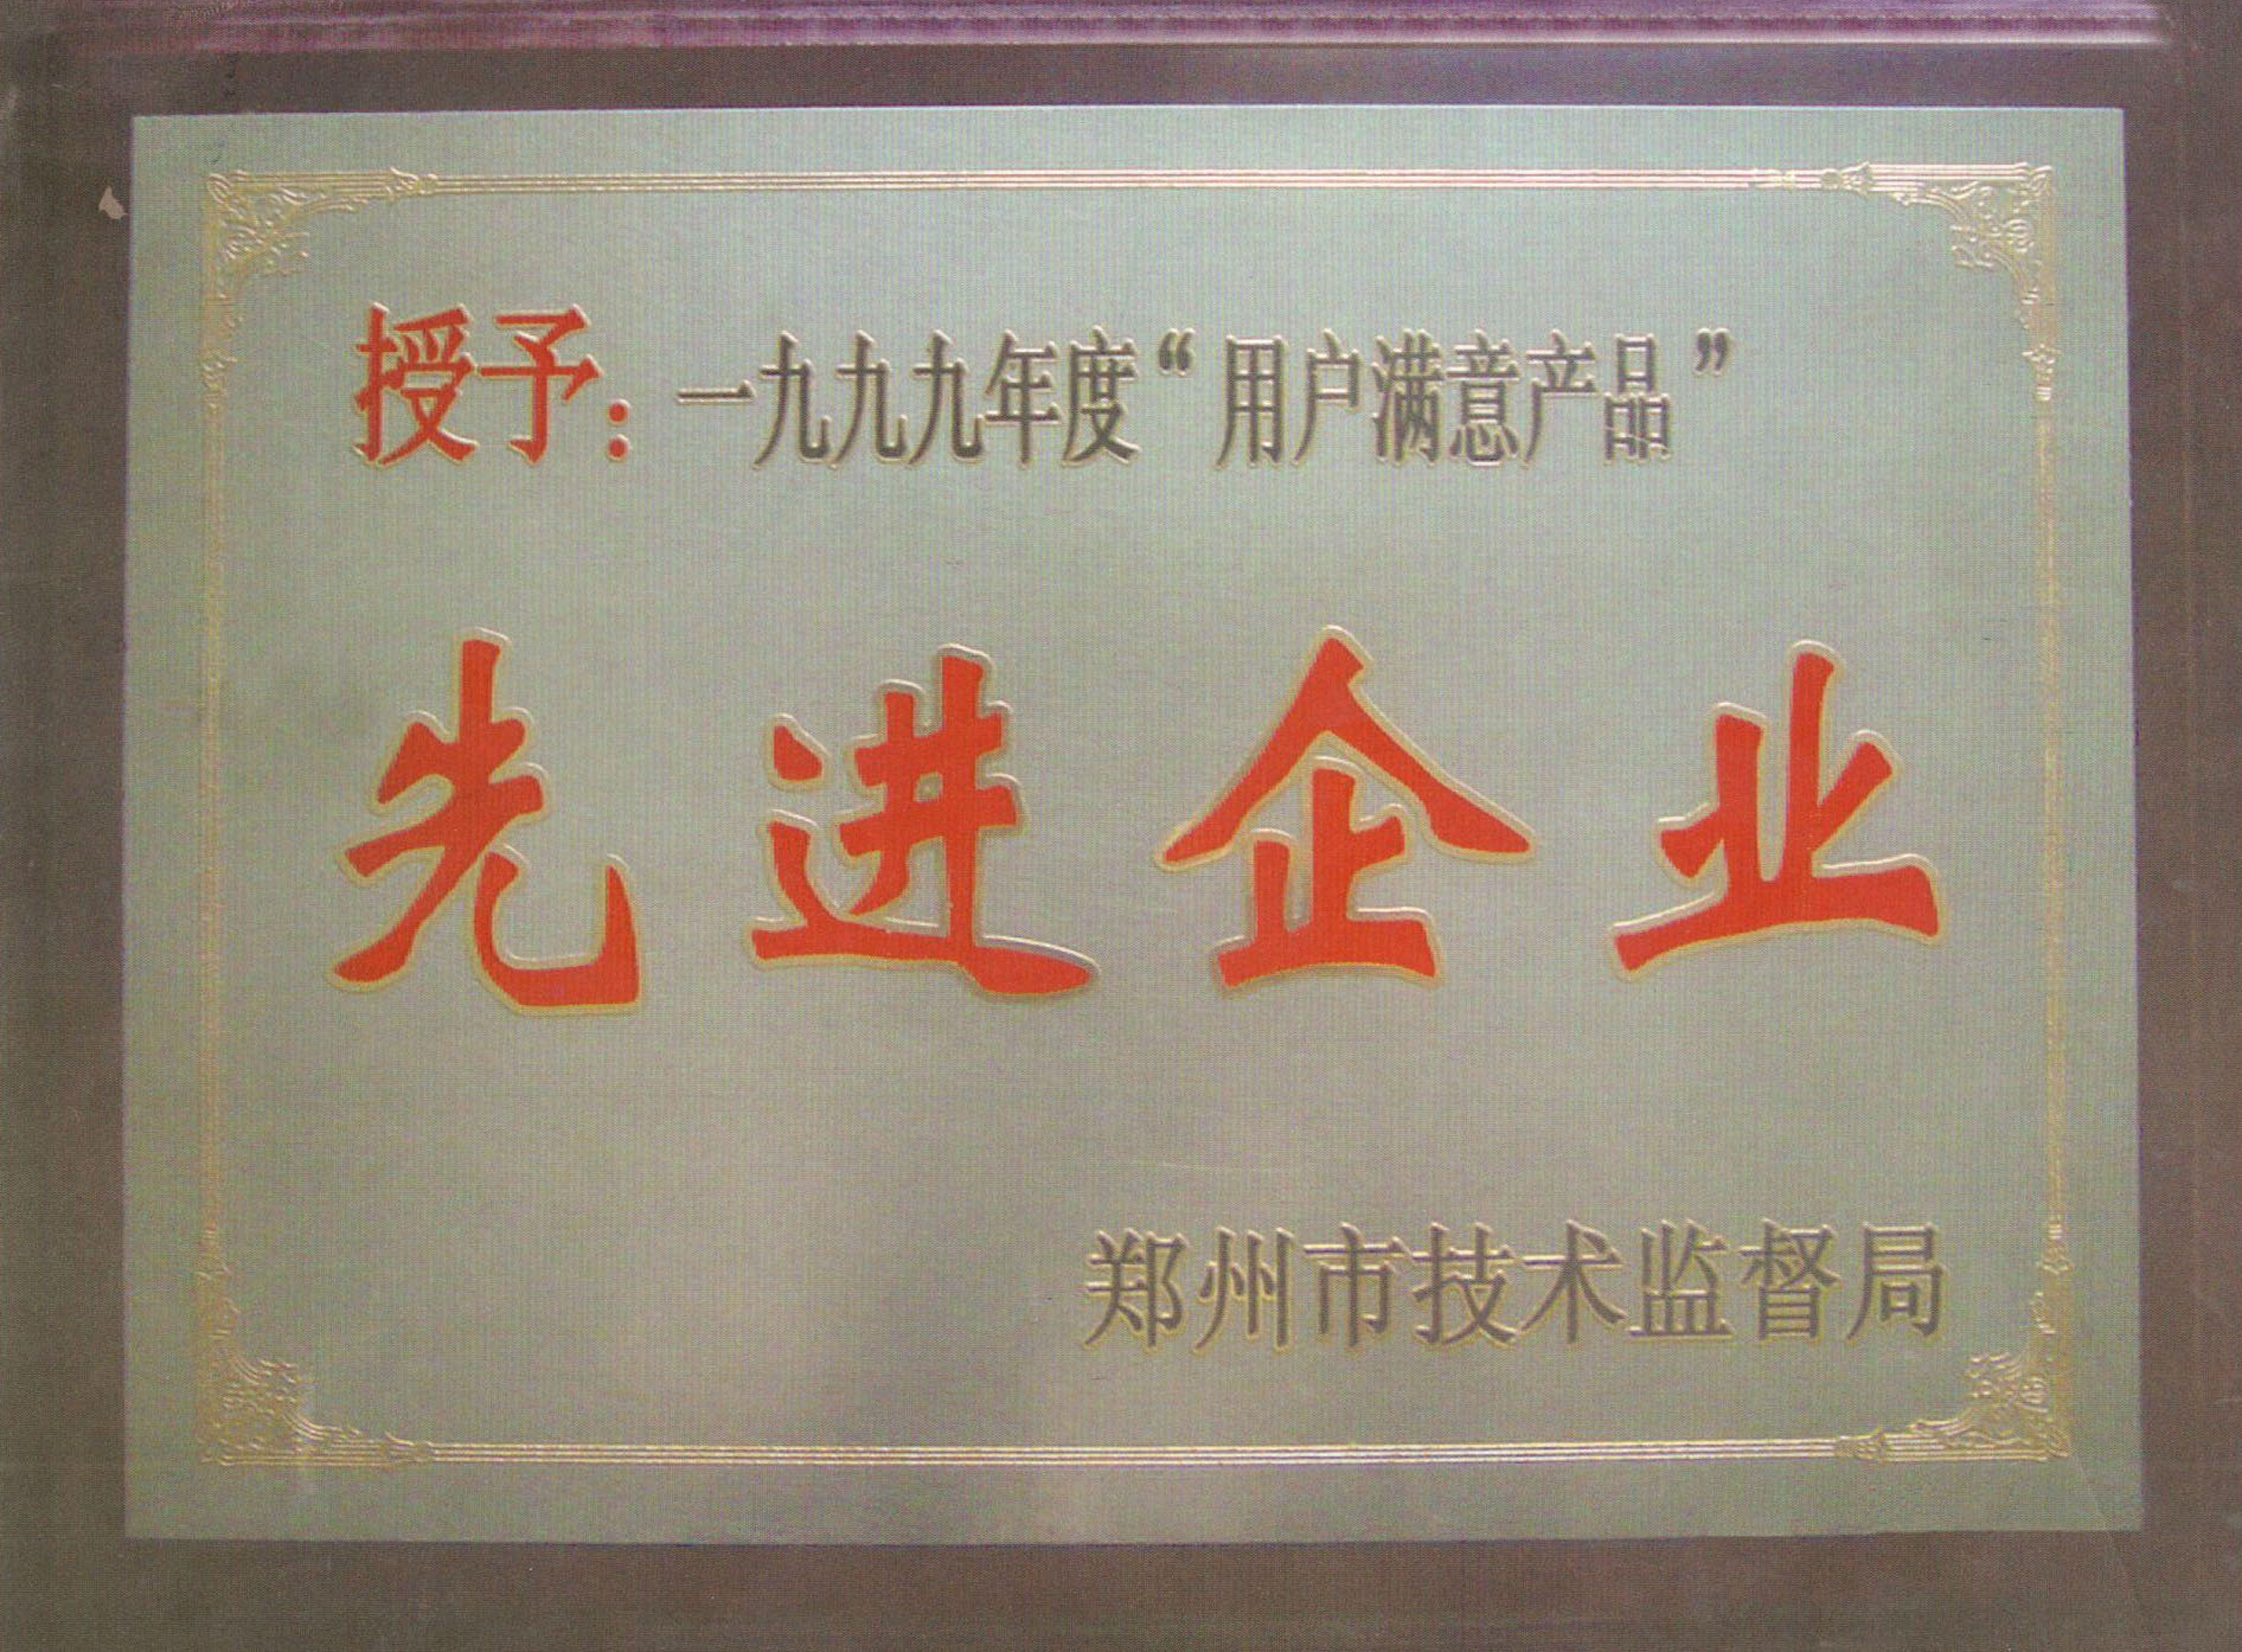 授予：一九九九年度“用户满意产品”
先进企业
郑州市技术监督局